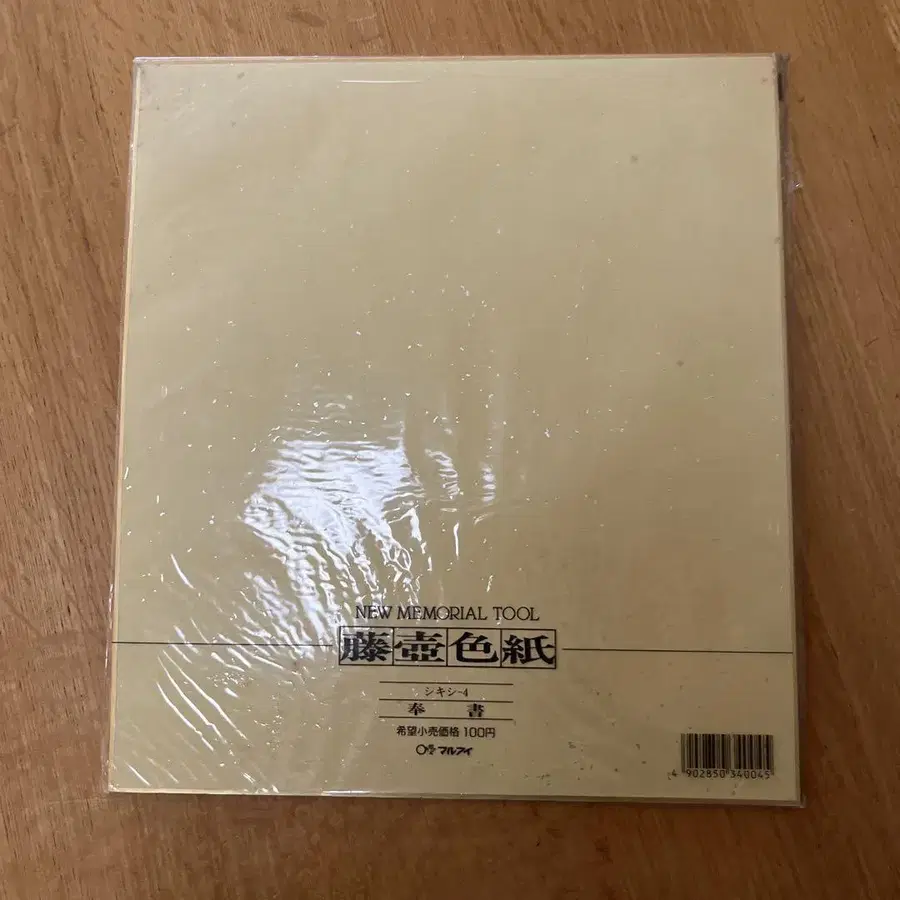 NEW MEMORIAL TOOL
藤壺色紙
シキシ-4
奉書
希望小売価格 100円
マルアイ
4 902850 340045